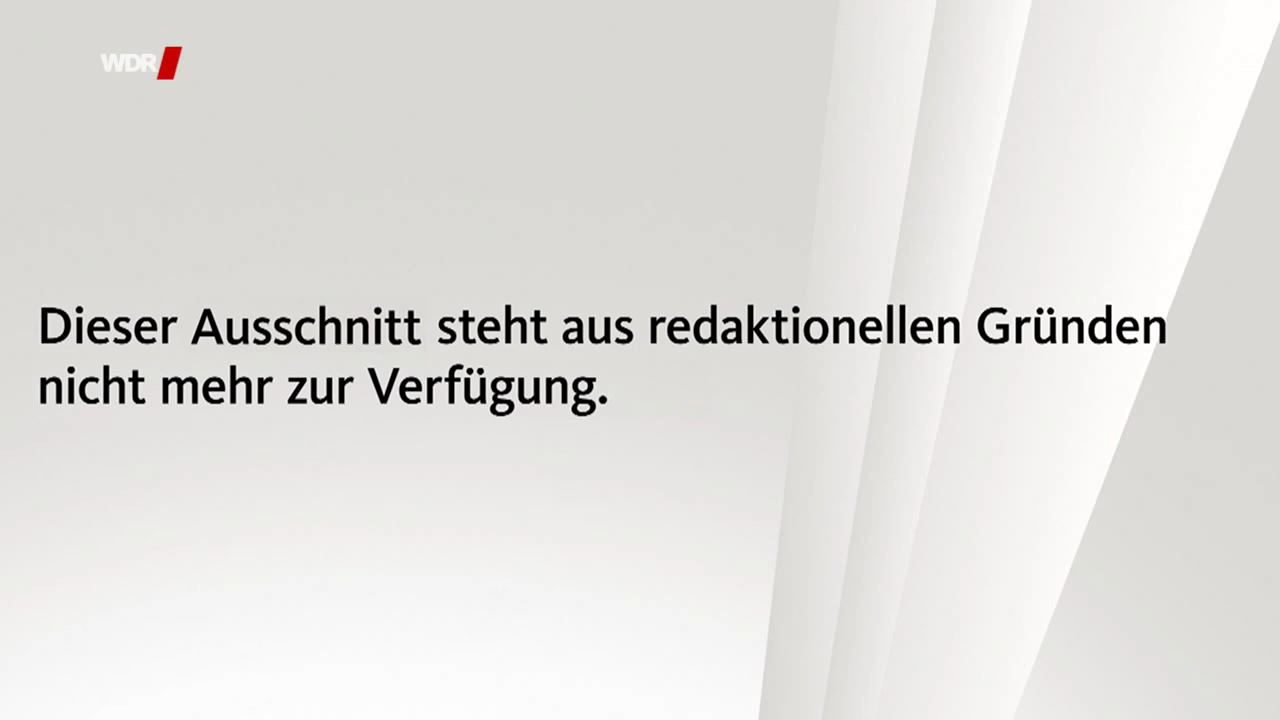 WDR
Dieser Ausschnitt steht aus redaktionellen Gründen
nicht mehr zur Verfügung.